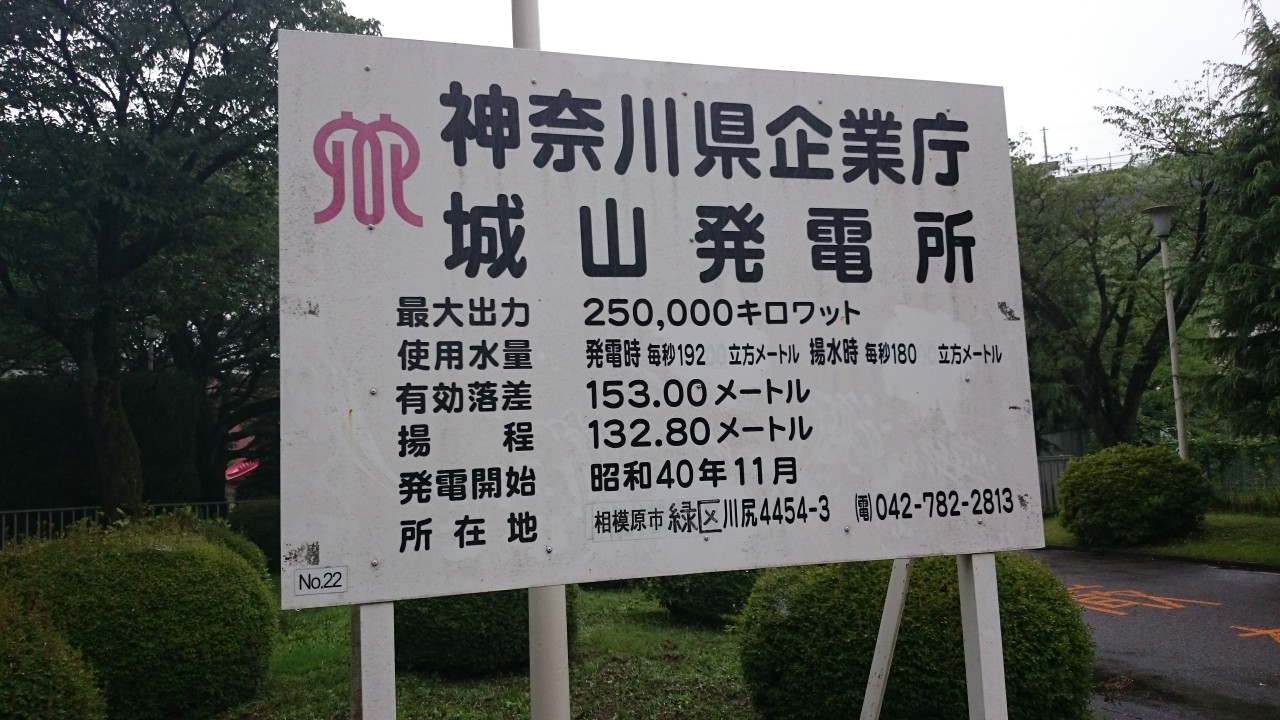 神奈川県企業庁
城山発電所
最大出力 250,000キロワット
使用水量 発電時 毎秒192 立方メートル 揚水時 毎秒180 立方メートル
有効落差 153.00メートル
揚程 132.80メートル
発電開始 昭和40年11月
所在地 相模原市緑区川尻4454-3 ㊡042-782-2813
No.22